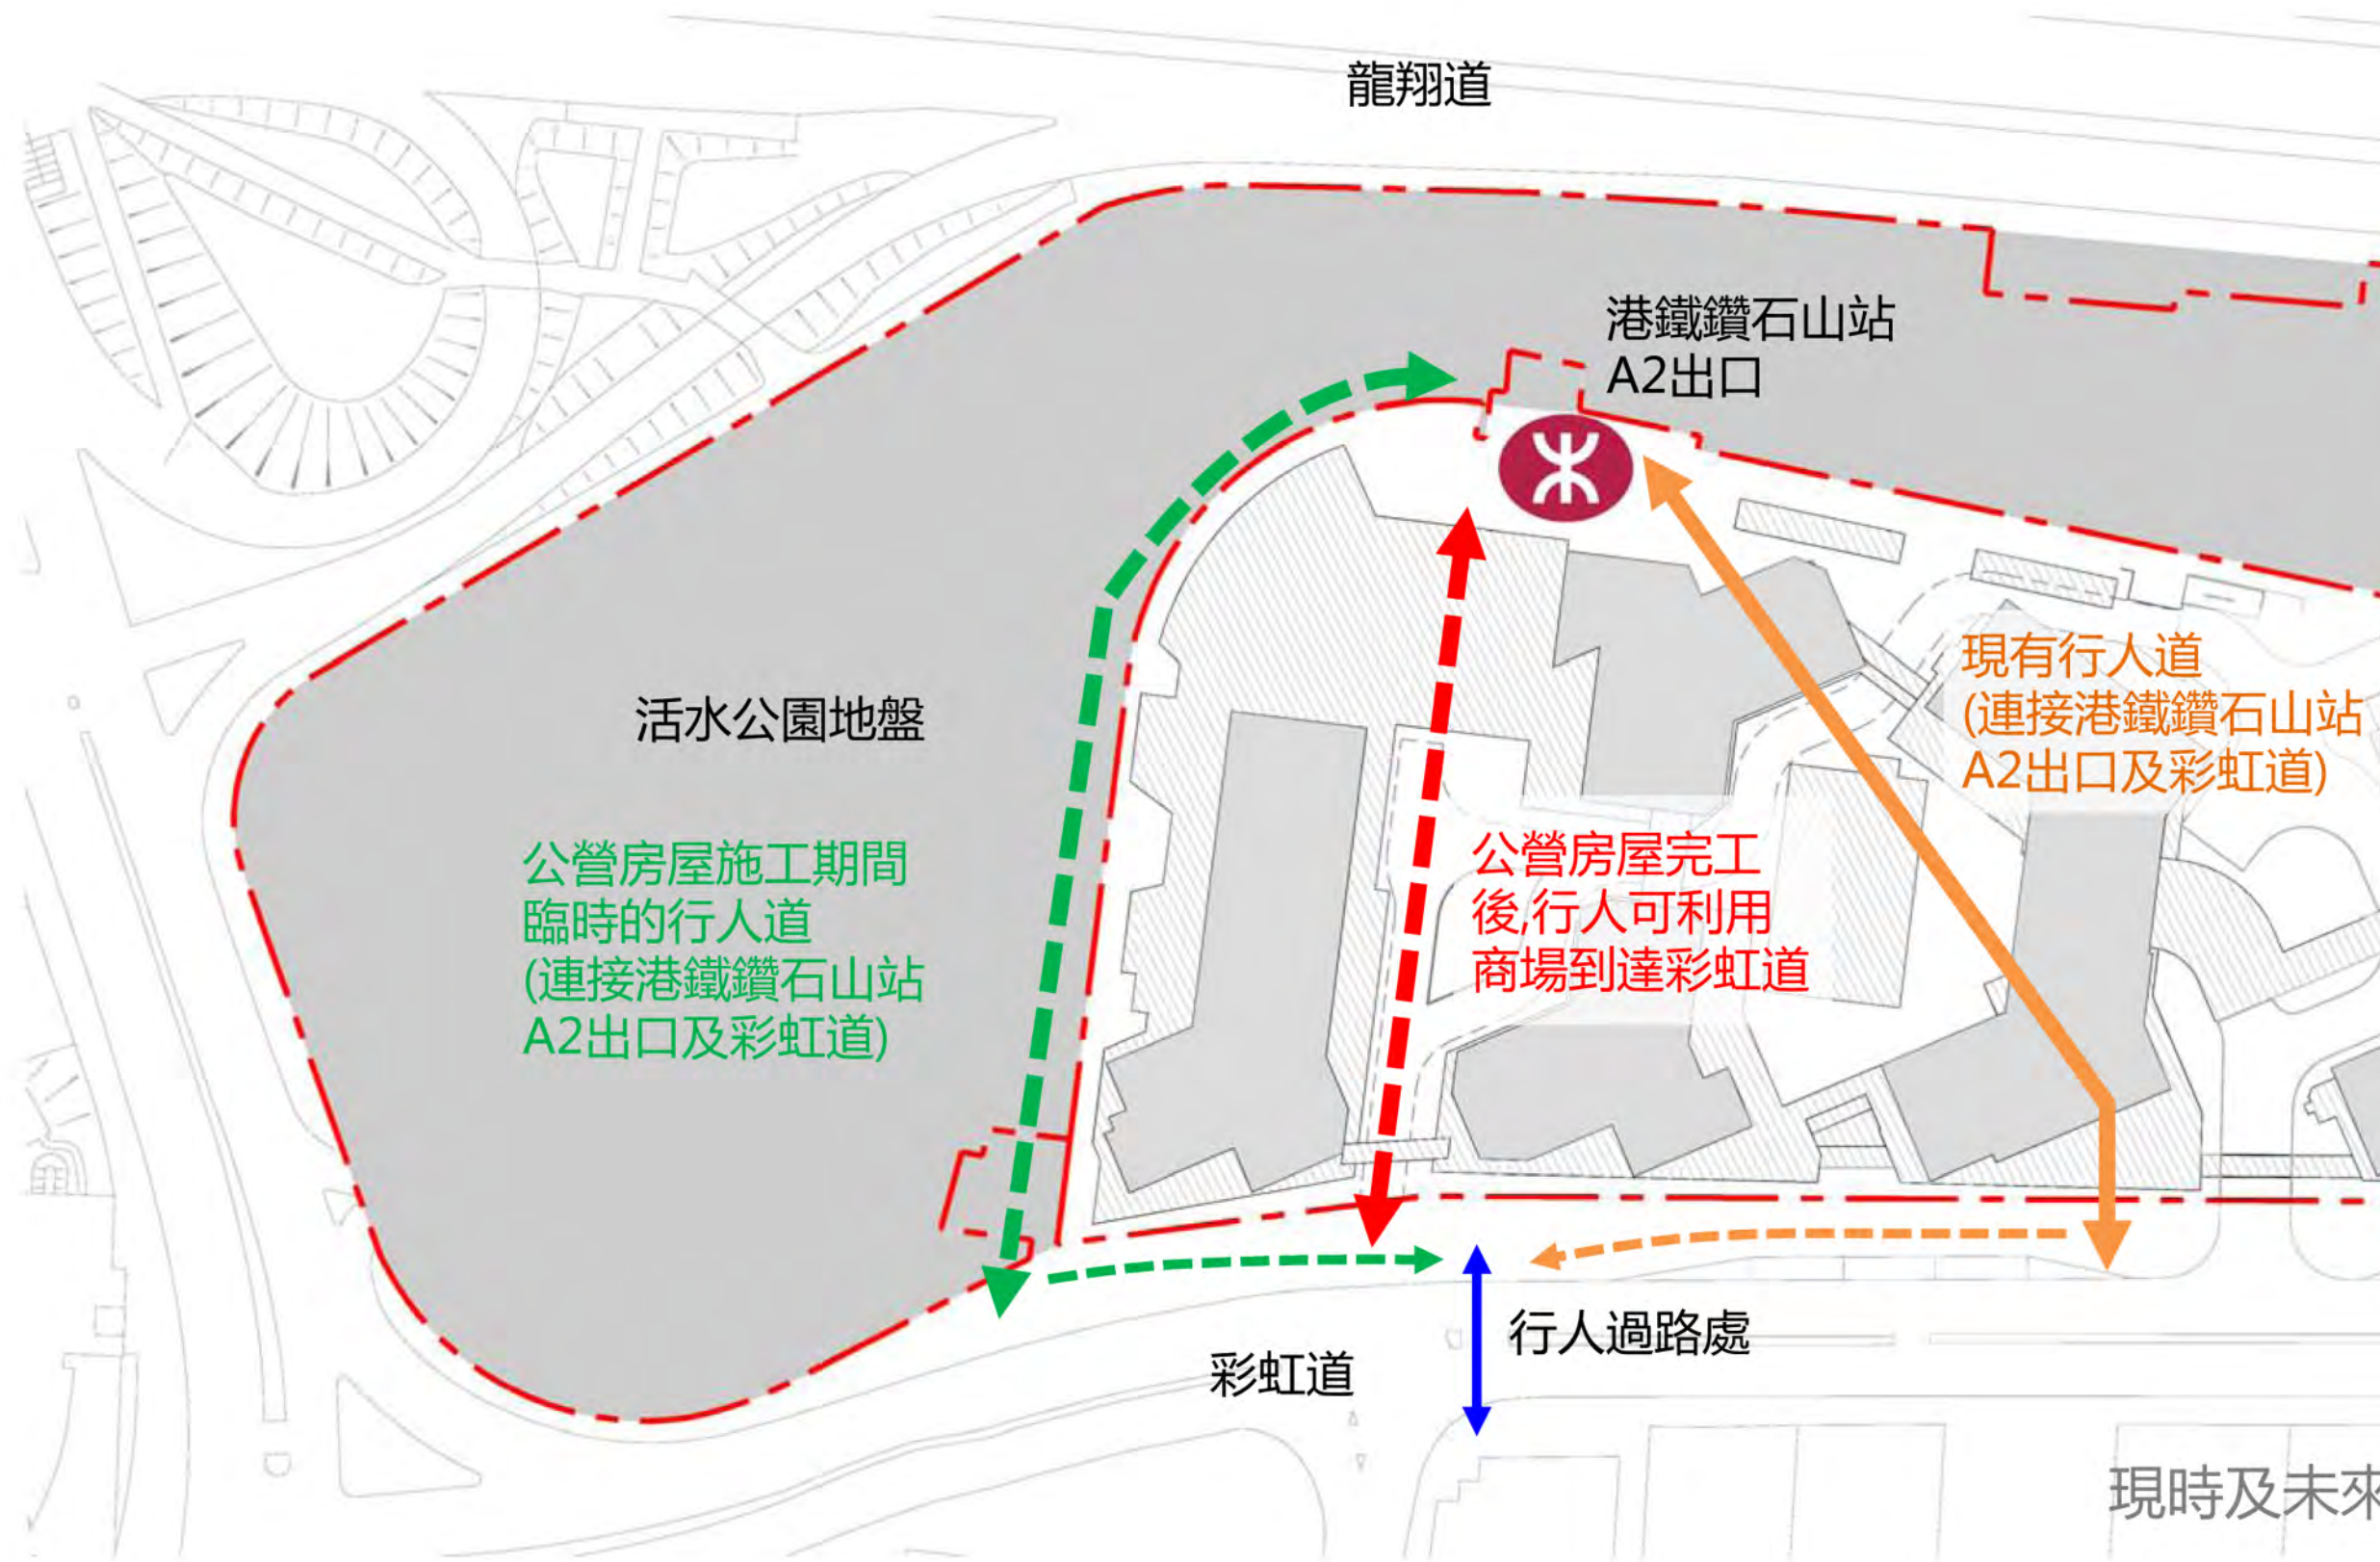 龍翔道
港鐵鑽石山站
A2出口
現有行人道
(連接港鐵鑽石山站
A2出口及彩虹道)
活水公園地盤
公營房屋施工期間
臨時的行人道
(連接港鐵鑽石山站
A2出口及彩虹道)
公營房屋完工
後,行人可利用
商場到達彩虹道
行人過路處
彩虹道
現時及未來